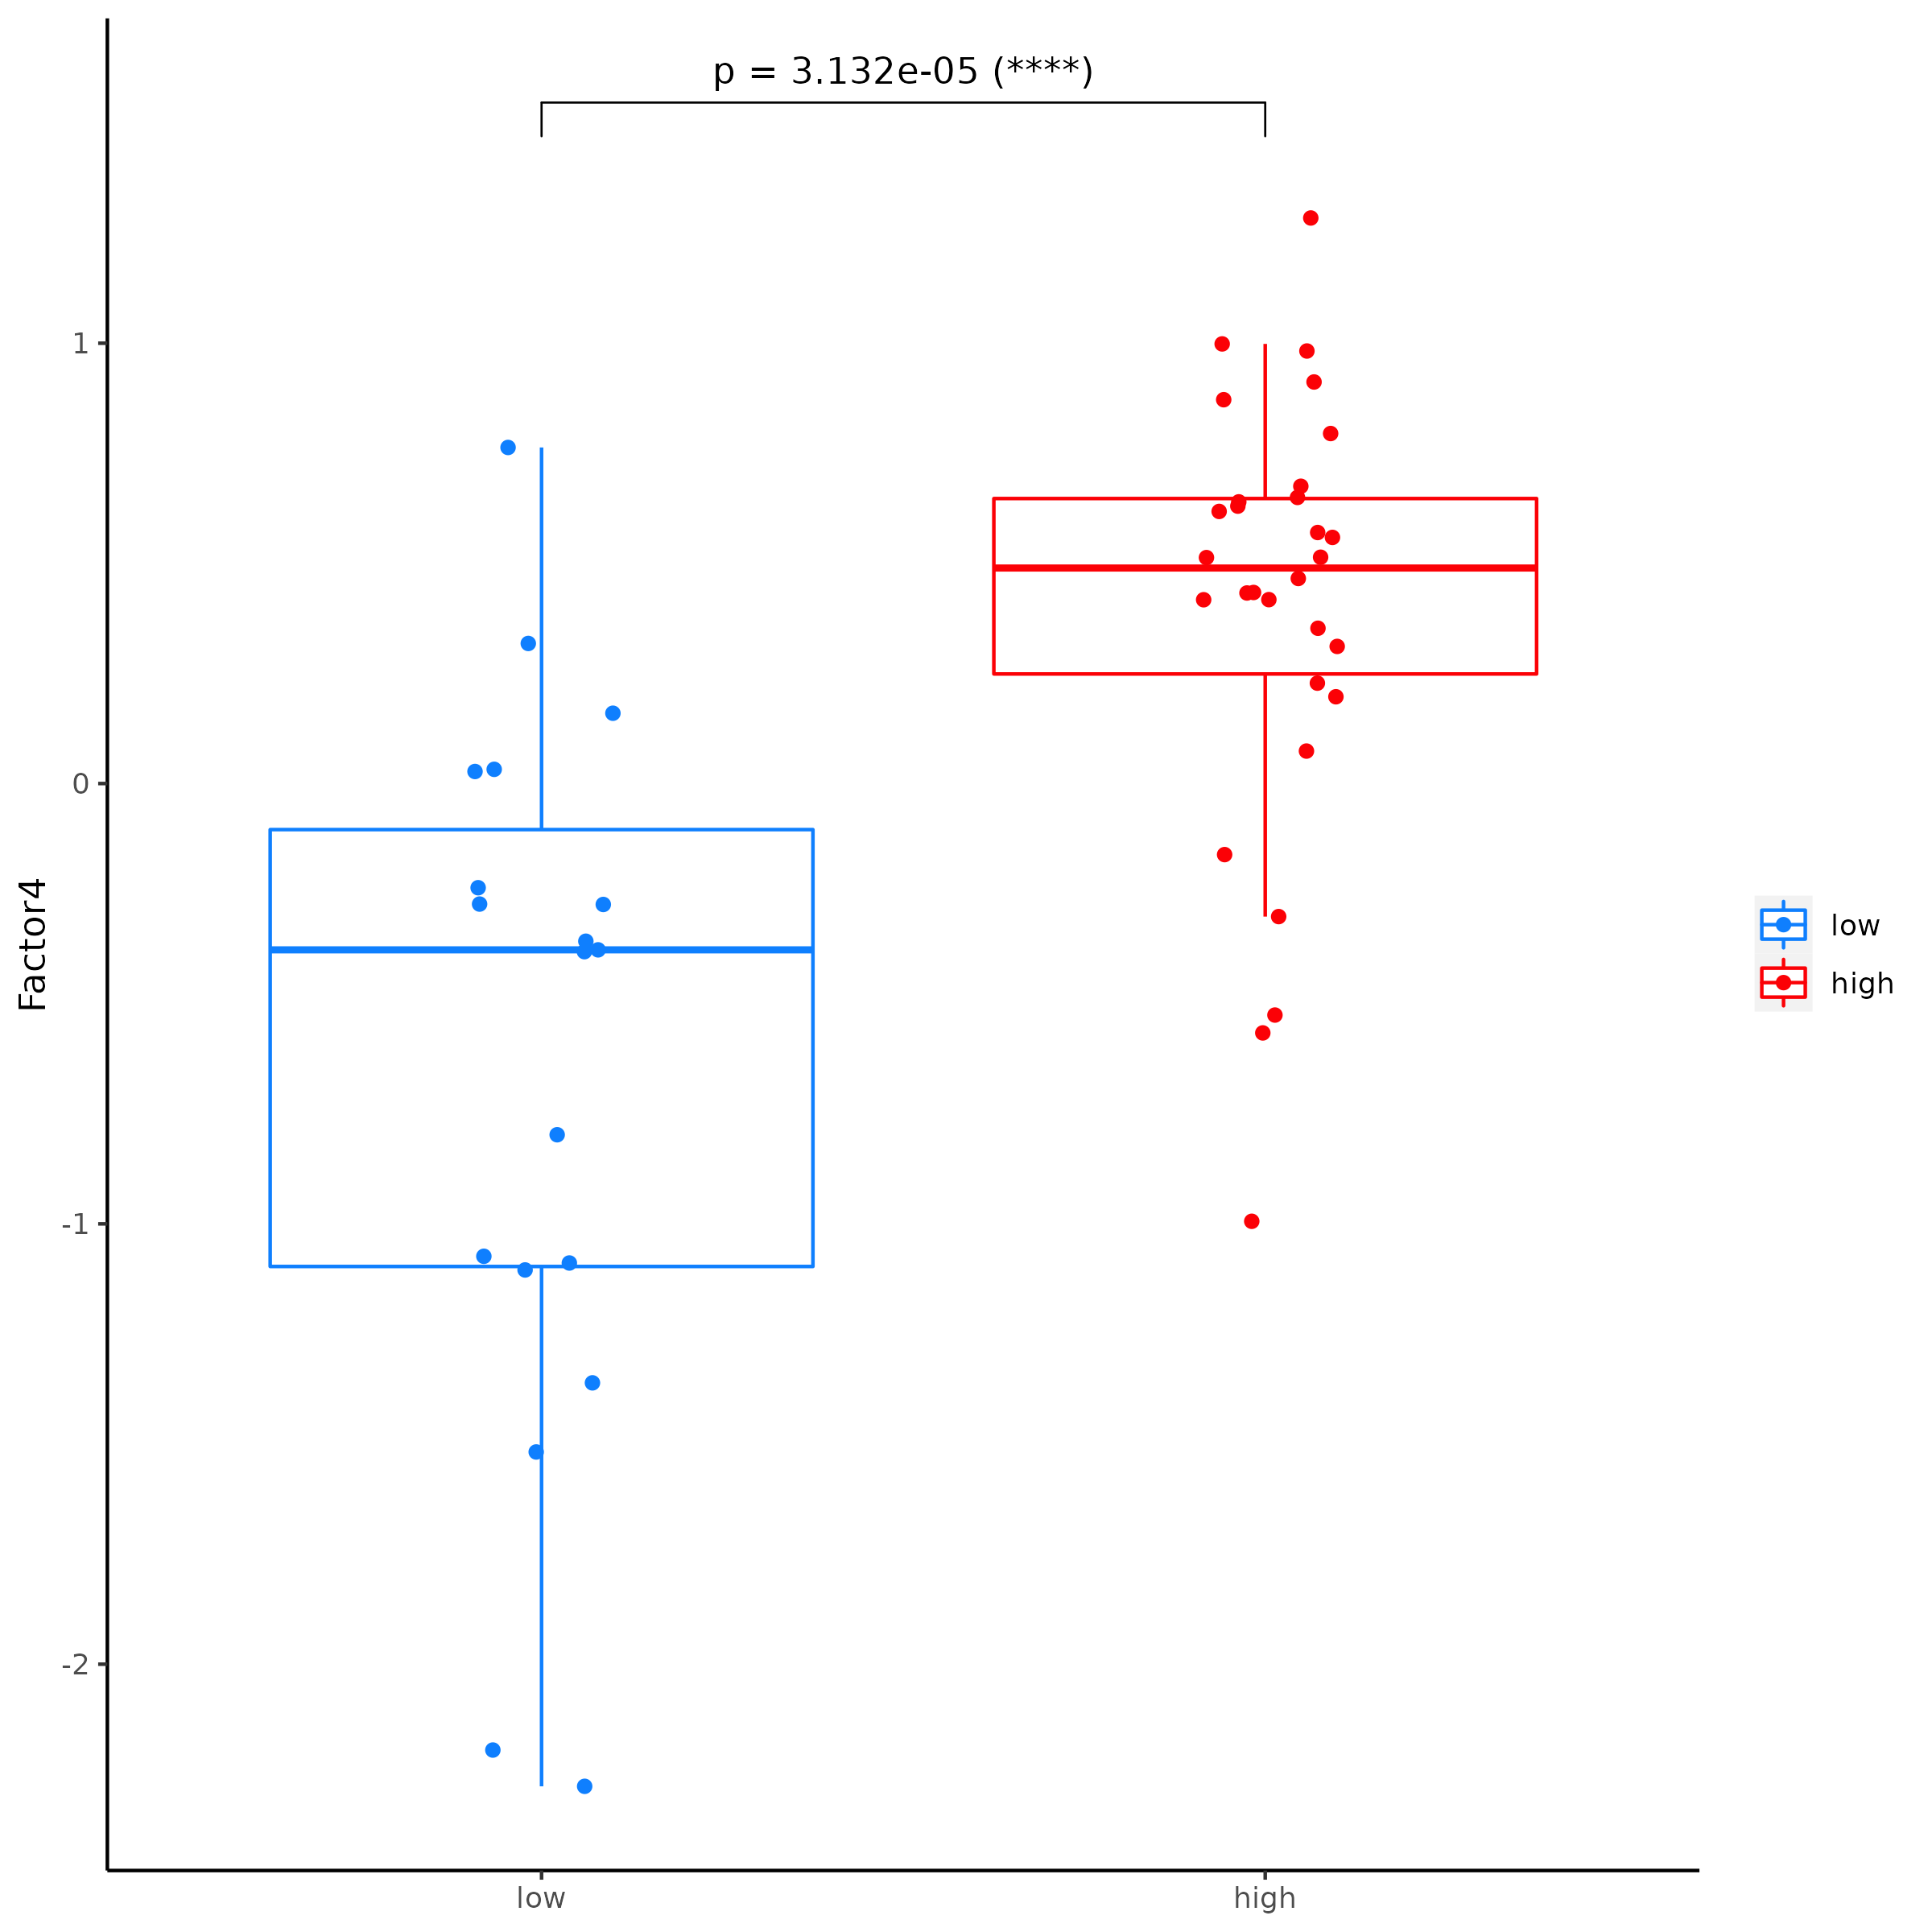 p = 3.132e-05 (****)
Factor4
1
0
-1
-2
low
high
low
high